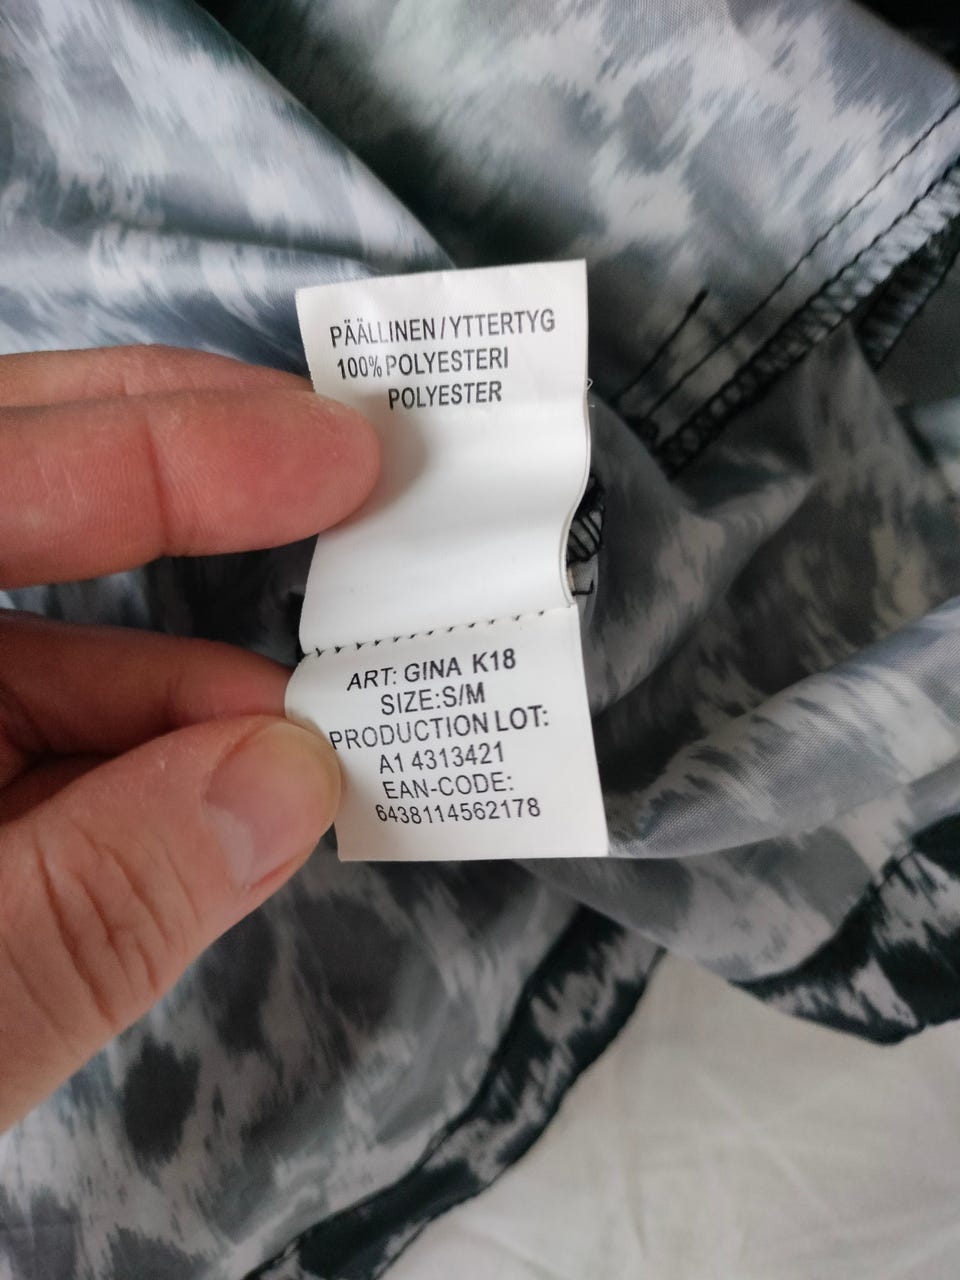 PÄÄLLINEN/YTTERTYG
100% POLYESTERI
POLYESTER
ART: GINA K18
SIZE:S/M
PRODUCTION LOT:
A1 4313421
EAN-CODE:
6438114562178